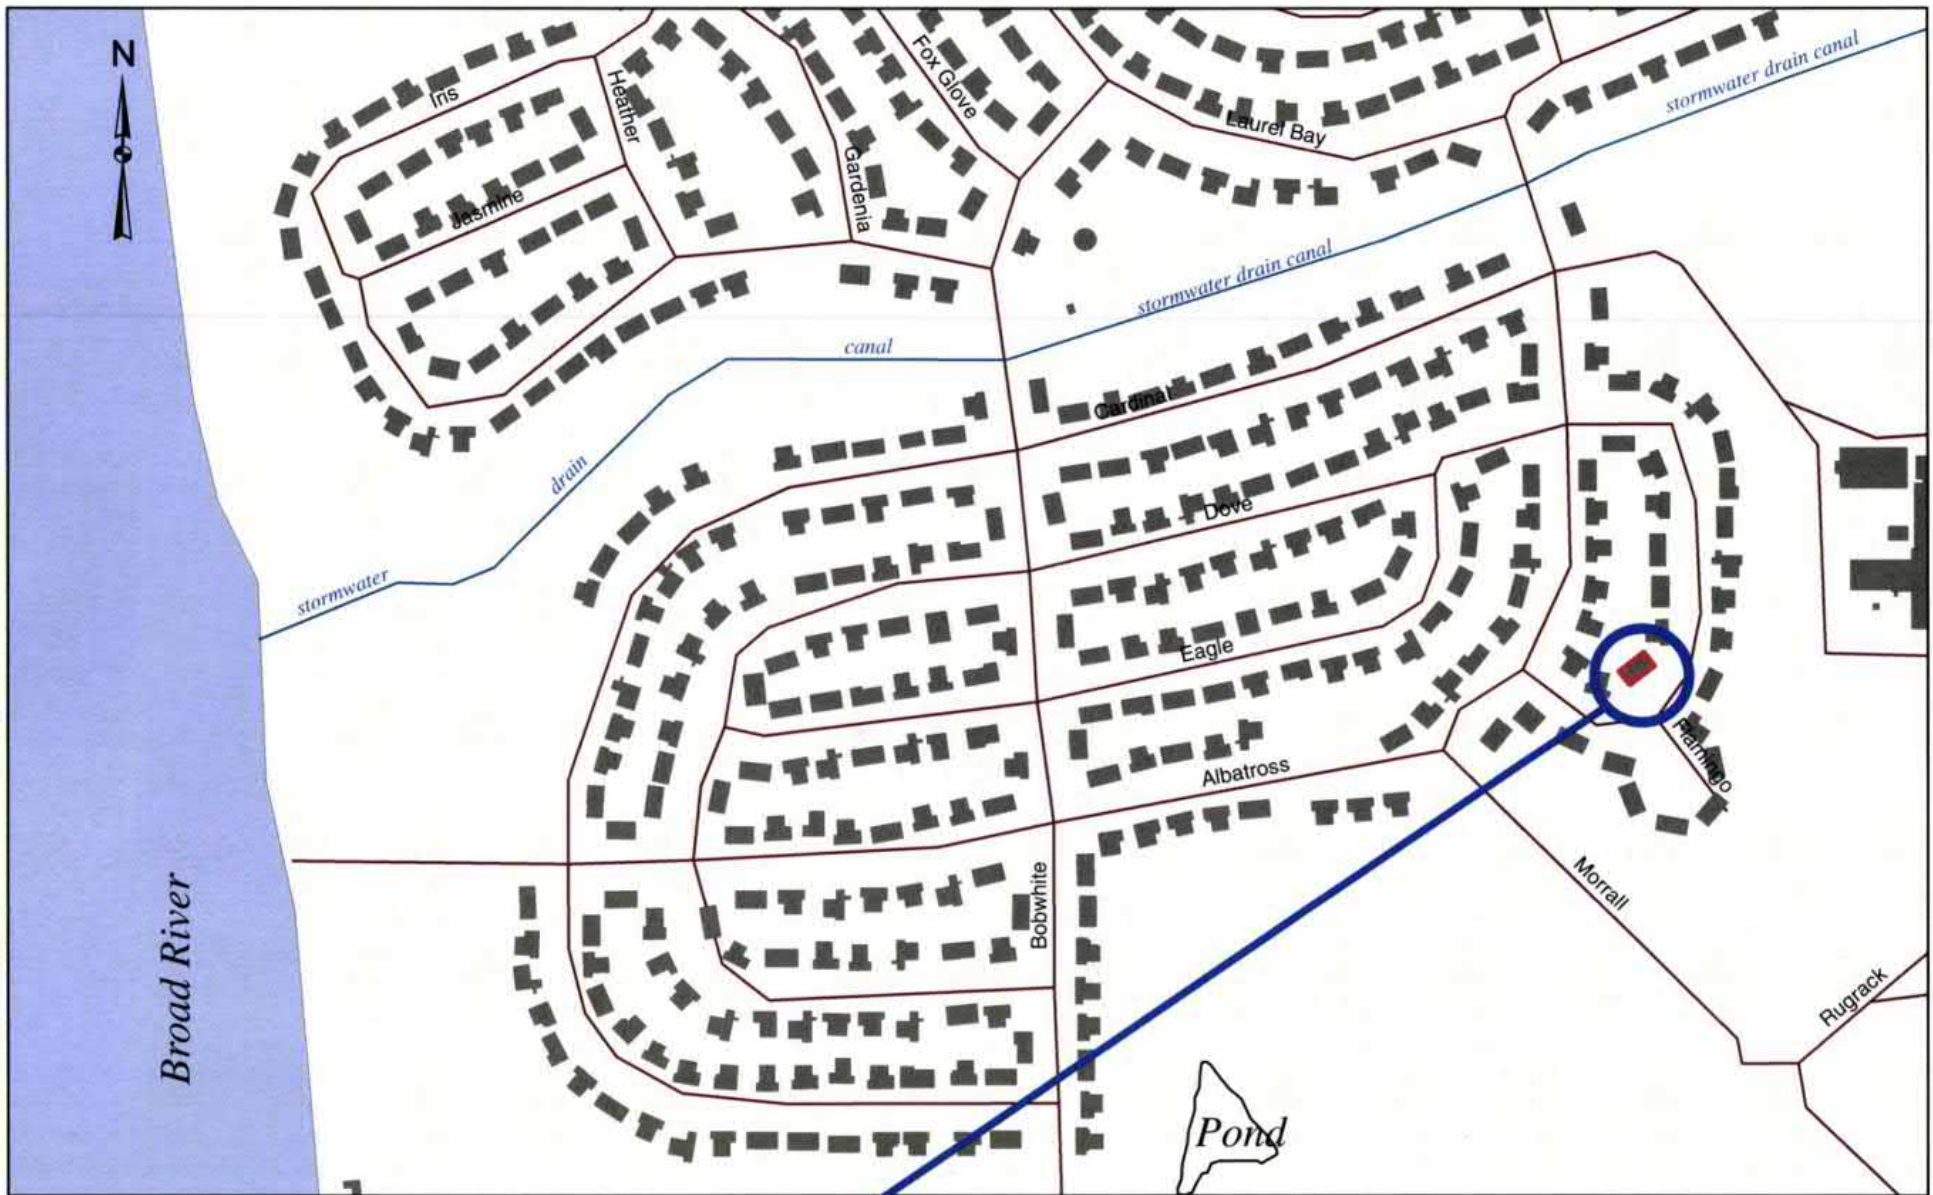 N
Iris
Heather
Fox Glove
Gardenia
Laurel Bay
stormwater drain canal
Jasmine
stormwater drain canal
canal
Cardinal
drain
Dove
stormwater
Eagle
Flamingo
Albatross
Bobwhite
Morrall
Broad River
Rugrack
Pond